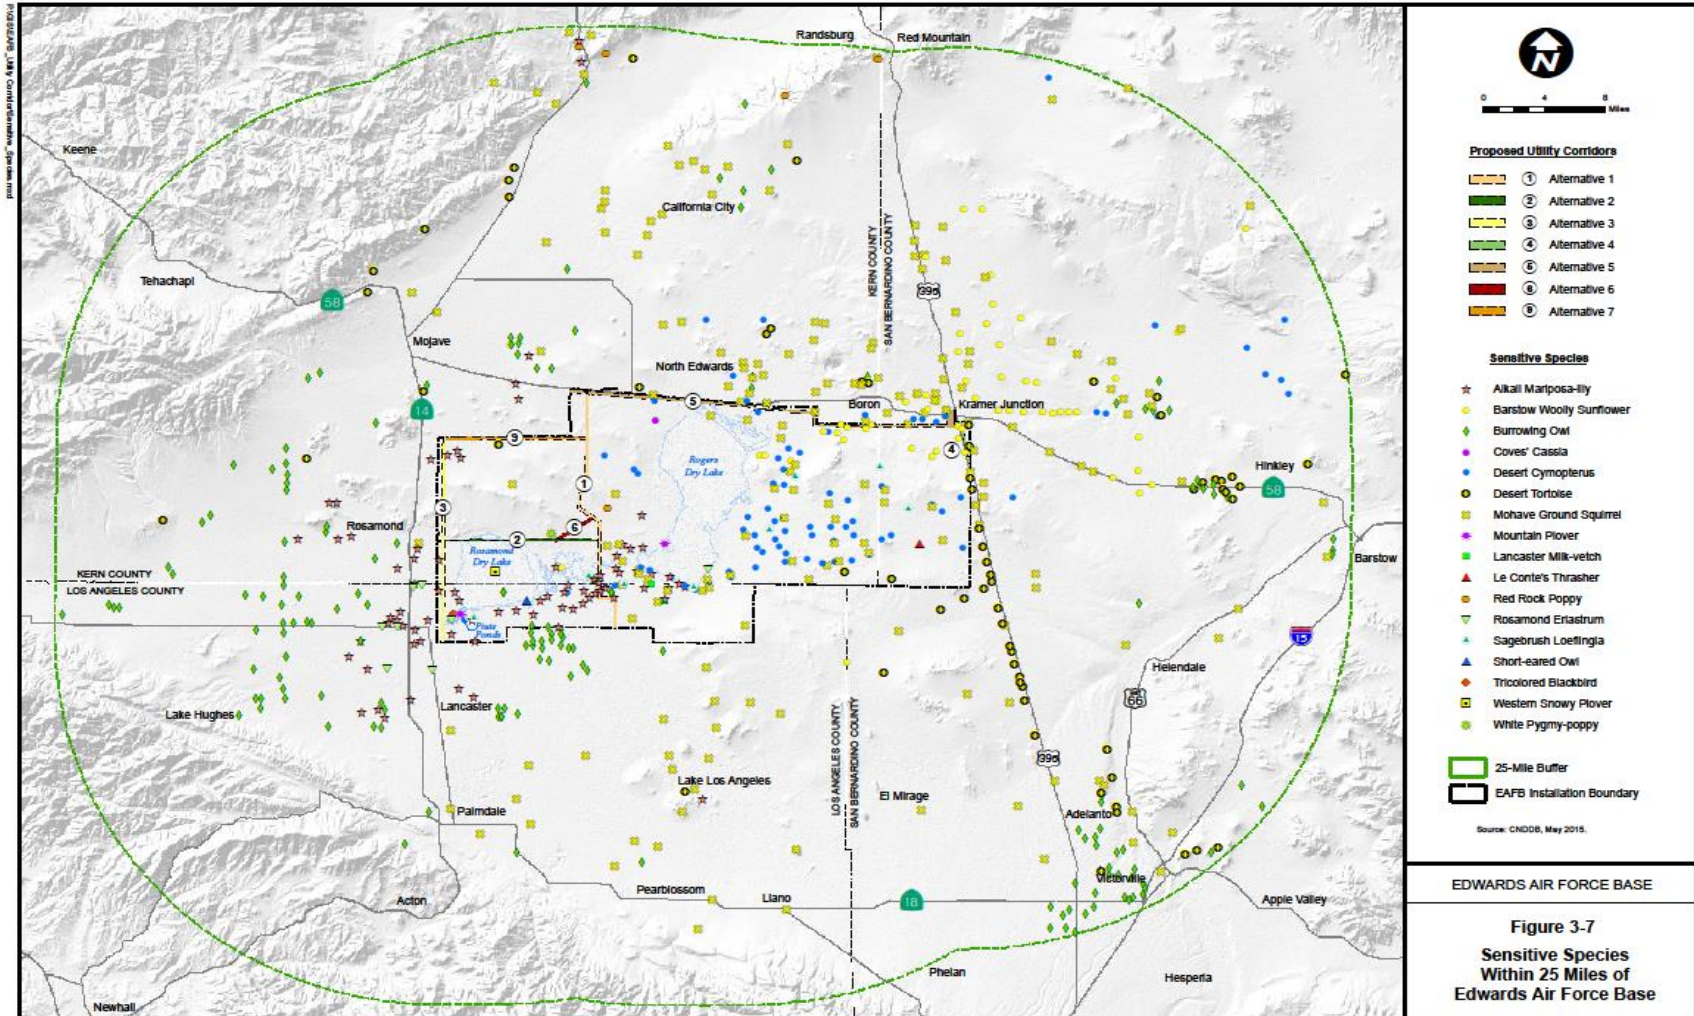 Randsburg
Red Mountain
Keene
California City
Tehachapi
58
KERN COUNTY
SAN BERNARDINO COUNTY
395
Mojave
North Edwards
14
5
Boron
Kramer Junction
9
4
Rogers
Dry Lake
1
Hinkley
58
3
Rosamond
6
2
Rosamond
Dry Lake
Barstow
KERN COUNTY
LOS ANGELES COUNTY
Piute
Ponds
15
Helendale
66
Lake Hughes
Lancaster
LOS ANGELES COUNTY
SAN BERNARDINO COUNTY
395
Lake Los Angeles
El Mirage
Palmdale
Adelanto
Victorville
Pearblossom
Llano
18
Acton
Apple Valley
Phelan
Hesperia
Newhall
N
0 4 8
Miles
Proposed Utility Corridors
1 Alternative 1
2 Alternative 2
3 Alternative 3
4 Alternative 4
5 Alternative 5
6 Alternative 6
9 Alternative 7
Sensitive Species
Alkali Mariposa-lily
Barstow Woolly Sunflower
Burrowing Owl
Coves' Cassia
Desert Cymopterus
Desert Tortoise
Mohave Ground Squirrel
Mountain Plover
Lancaster Milk-vetch
Le Conte's Thrasher
Red Rock Poppy
Rosamond Eriastrum
Sagebrush Loeflingia
Short-eared Owl
Tricolored Blackbird
Western Snowy Plover
White Pygmy-poppy
25-Mile Buffer
EAFB Installation Boundary
Source: CNDDB, May 2015.
EDWARDS AIR FORCE BASE
Figure 3-7
Sensitive Species
Within 25 Miles of
Edwards Air Force Base